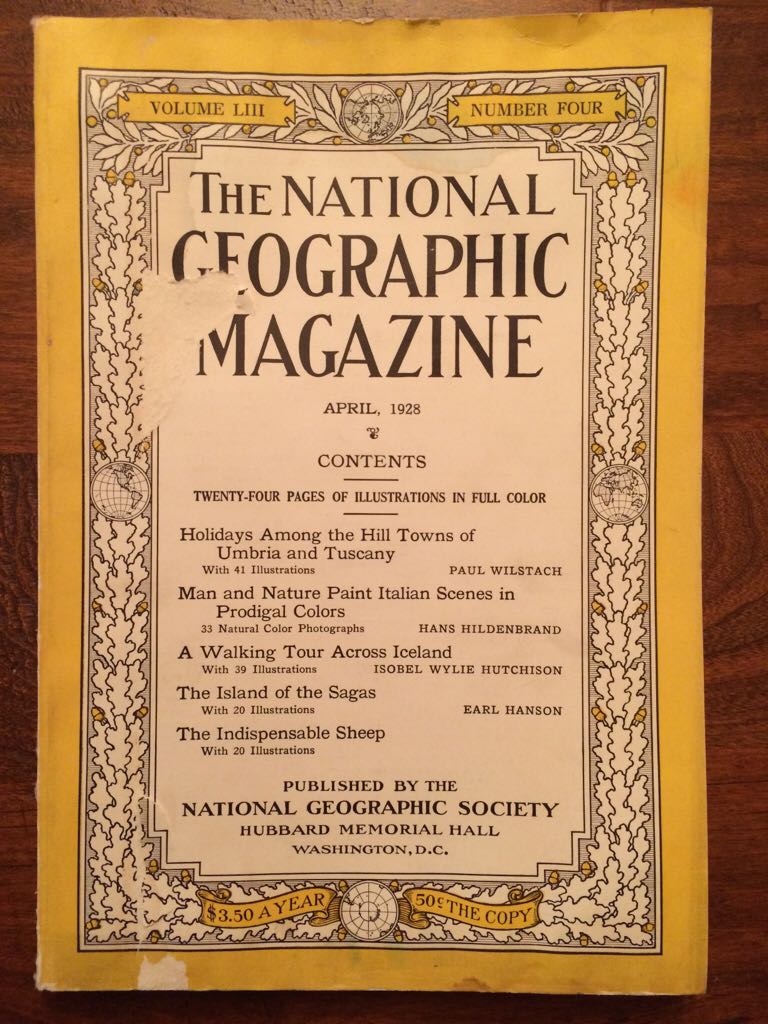 VOLUME LIII
NUMBER FOUR
THE NATIONAL
GEOGRAPHIC
MAGAZINE
APRIL, 1928
CONTENTS
TWENTY-FOUR PAGES OF ILLUSTRATIONS IN FULL COLOR
Holidays Among the Hill Towns of
Umbria and Tuscany
With 41 Illustrations PAUL WILSTACH
Man and Nature Paint Italian Scenes in
Prodigal Colors
33 Natural Color Photographs HANS HILDENBRAND
A Walking Tour Across Iceland
With 39 Illustrations ISOBEL WYLIE HUTCHISON
The Island of the Sagas
With 20 Illustrations EARL HANSON
The Indispensable Sheep
With 20 Illustrations
PUBLISHED BY THE
NATIONAL GEOGRAPHIC SOCIETY
HUBBARD MEMORIAL HALL
WASHINGTON, D.C.
$3.50 A YEAR
50¢ THE COPY